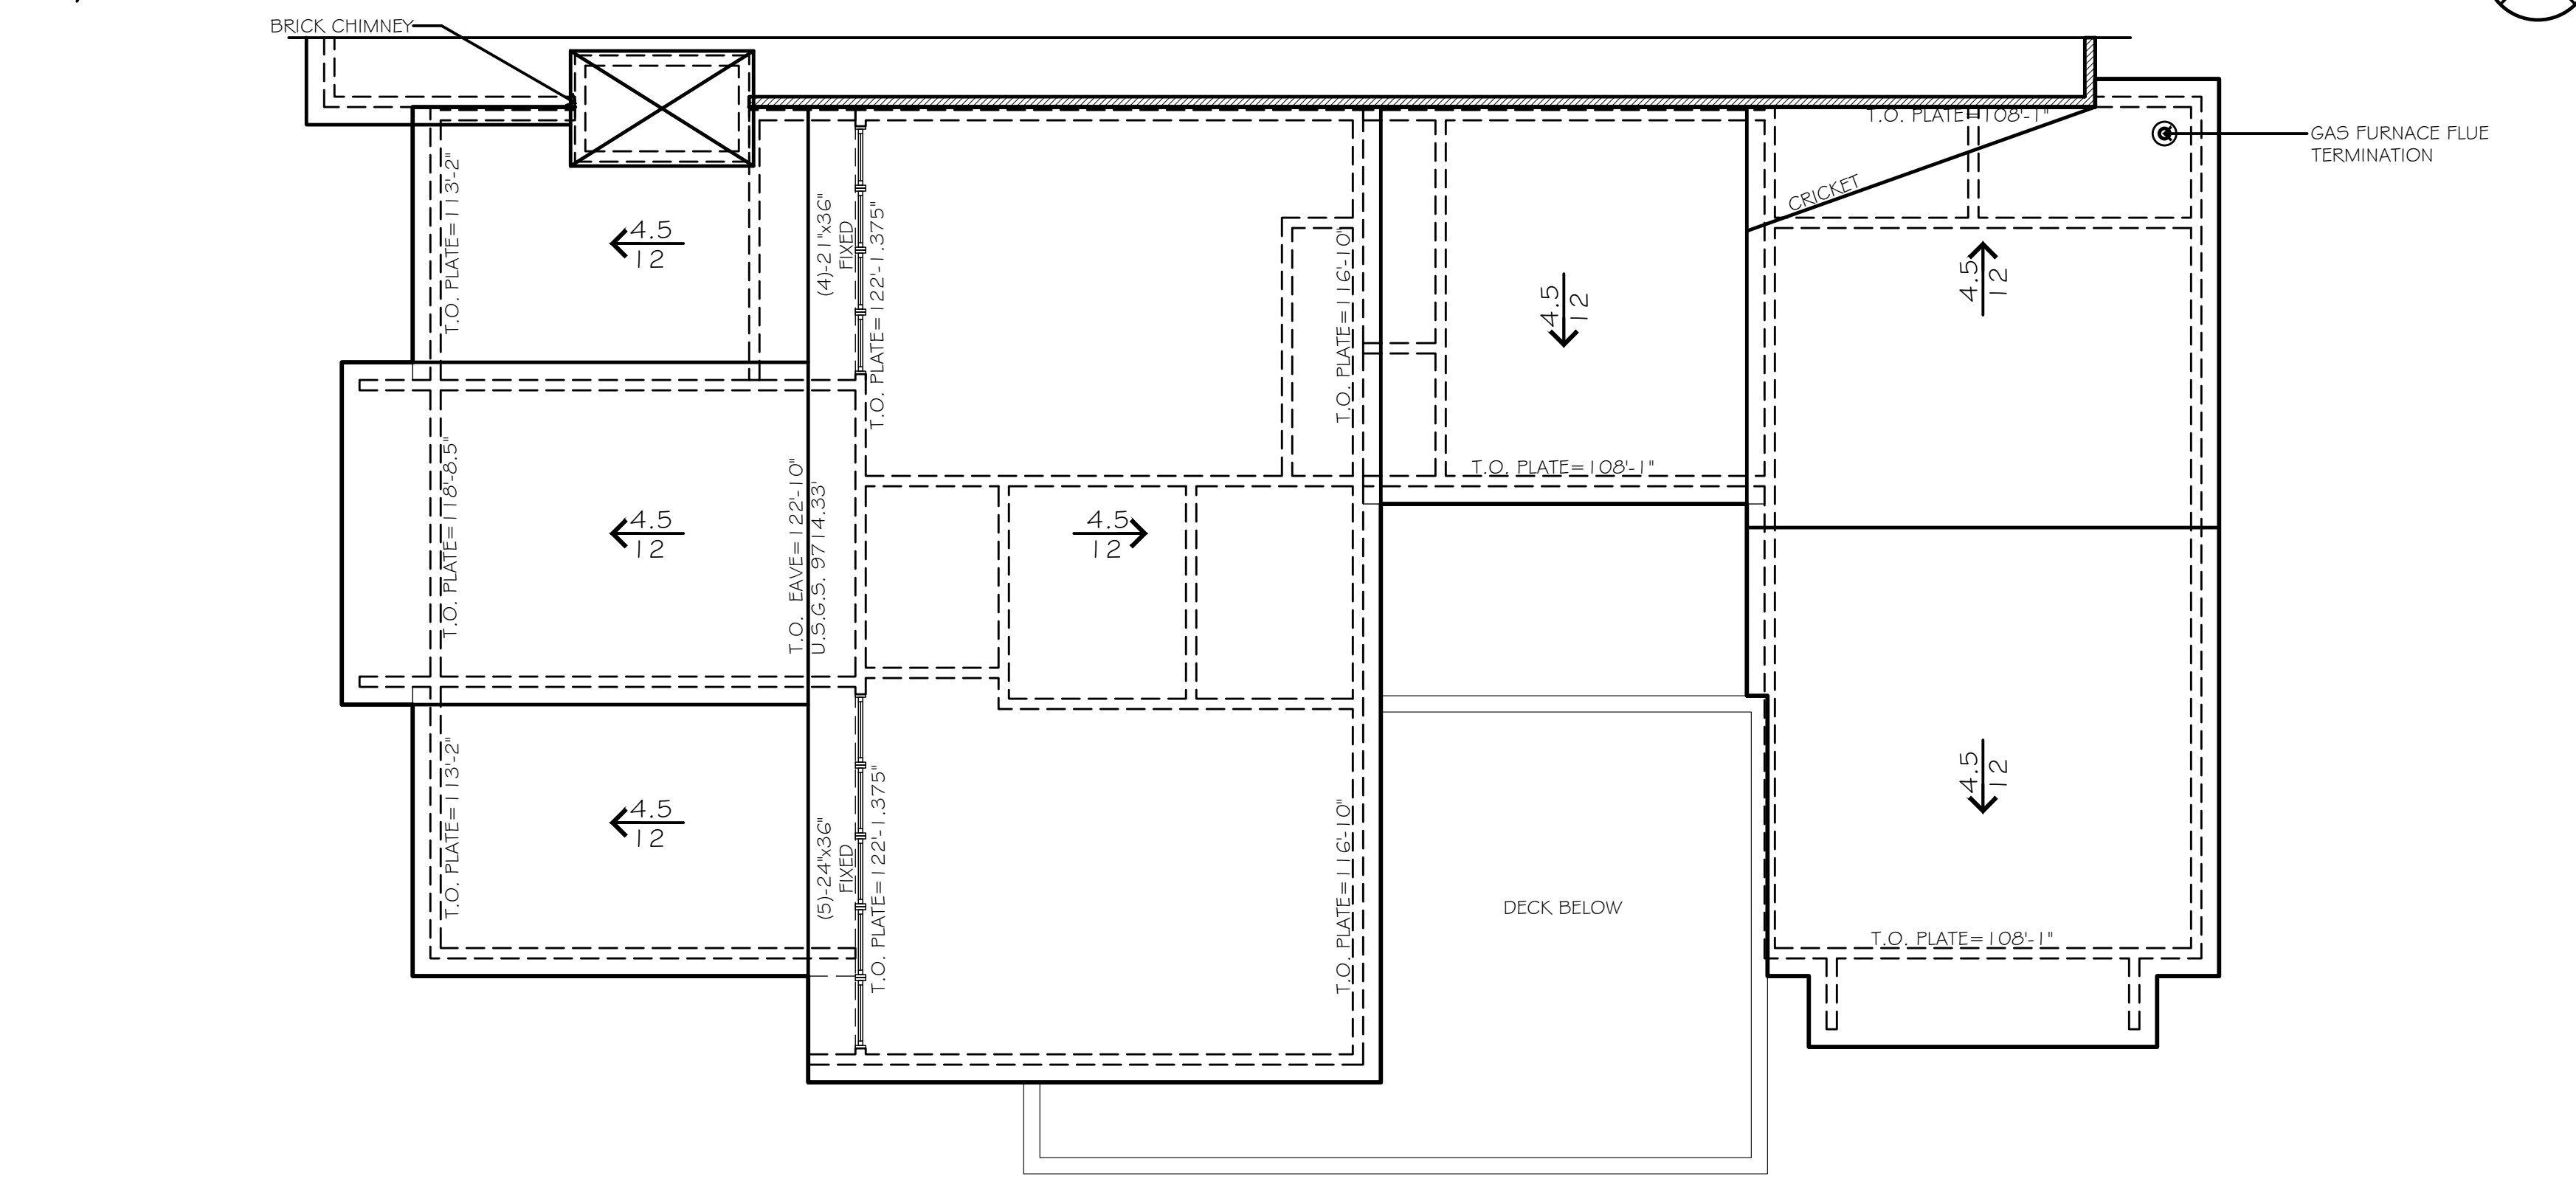 BRICK CHIMNEY
T.O. PLATE=108'-1"
GAS FURNACE FLUE
TERMINATION
CRICKET
T.O. PLATE=113'-2"
4.5
12
(4)-21"x36"
FIXED
T.O. PLATE=122'-1.375"
T.O. PLATE=116'-10"
4.5
12
4.5
12
T.O. PLATE=108'-1"
T.O. PLATE=118'-8.5"
4.5
12
T.O. EAVE=122'-10"
U.S.G.S. 9714.33'
4.5
12
T.O. PLATE=113'-2"
4.5
12
(5)-24"x36"
FIXED
T.O. PLATE=122'-1.375"
T.O. PLATE=116'-10"
DECK BELOW
4.5
12
T.O. PLATE=108'-1"